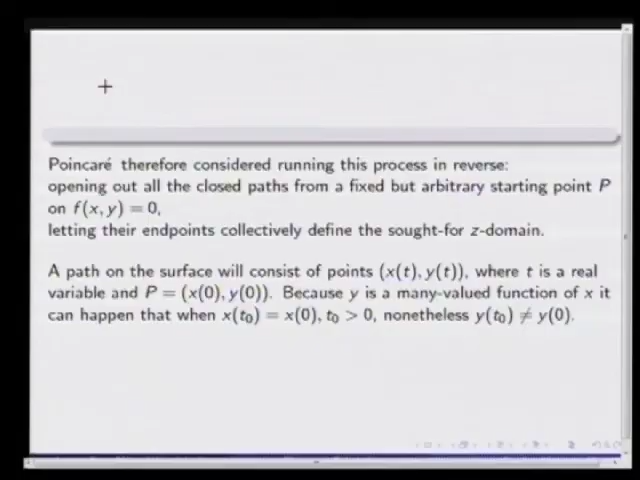 Poincaré therefore considered running this process in reverse:
opening out all the closed paths from a fixed but arbitrary starting point P
on f(x, y) = 0,
letting their endpoints collectively define the sought-for z-domain.
A path on the surface will consist of points (x(t), y(t)), where t is a real
variable and P = (x(0), y(0)). Because y is a many-valued function of x it
can happen that when x(t₀) = x(0), t₀ > 0, nonetheless y(t₀) ≠ y(0).